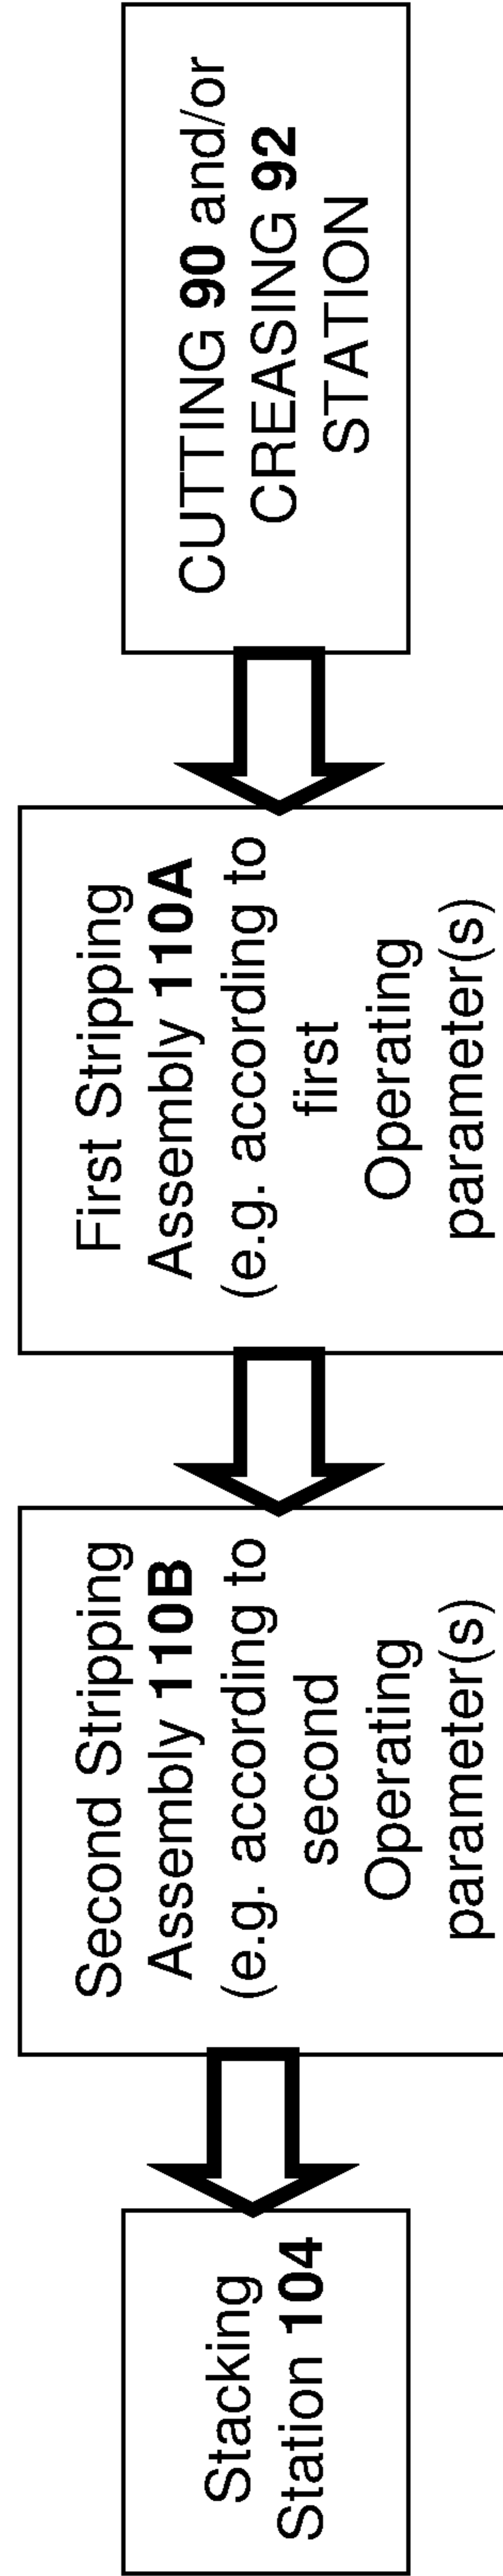 CUTTING 90 and/or
CREASING 92
STATION
First Stripping
Assembly 110A
(e.g. according to
first
Operating
parameter(s)
Second Stripping
Assembly 110B
(e.g. according to
second
Operating
parameter(s)
Stacking
Station 104